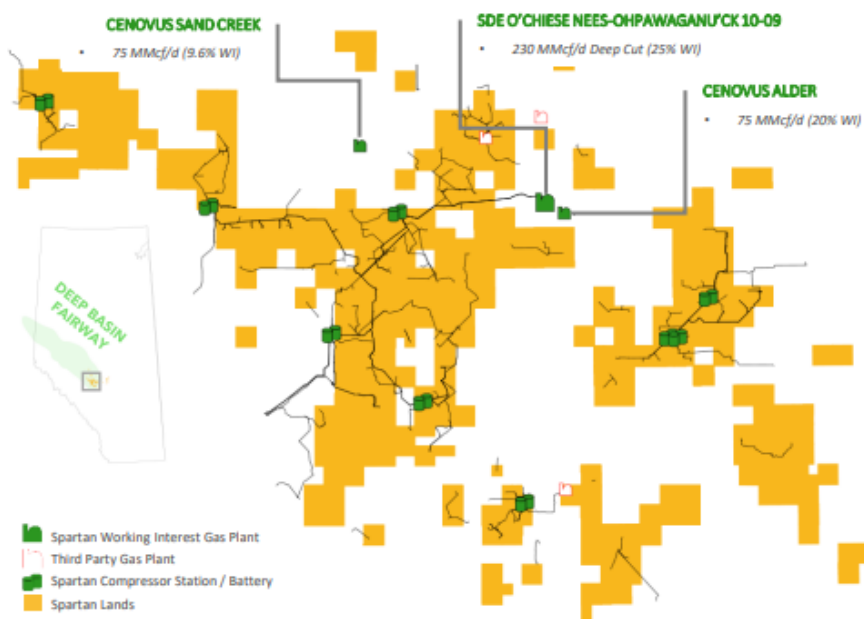 CENOVUS SAND CREEK
• 75 MMcf/d (9.6% WI)
SDE O'CHIESE NEES-OHPAWAGANU'CK 10-09
• 230 MMcf/d Deep Cut (25% WI)
CENOVUS ALDER
• 75 MMcf/d (20% WI)
DEEP BASIN
FAIRWAY
Spartan Working Interest Gas Plant
Third Party Gas Plant
Spartan Compressor Station / Battery
Spartan Lands